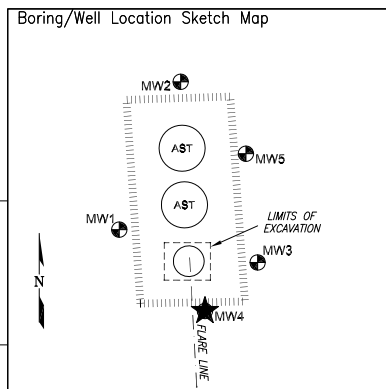 Boring/Well Location Sketch Map
MW2
AST
MW5
AST
LIMITS OF
EXCAVATION
MW1
MW3
N
MW4
FLARE LINE